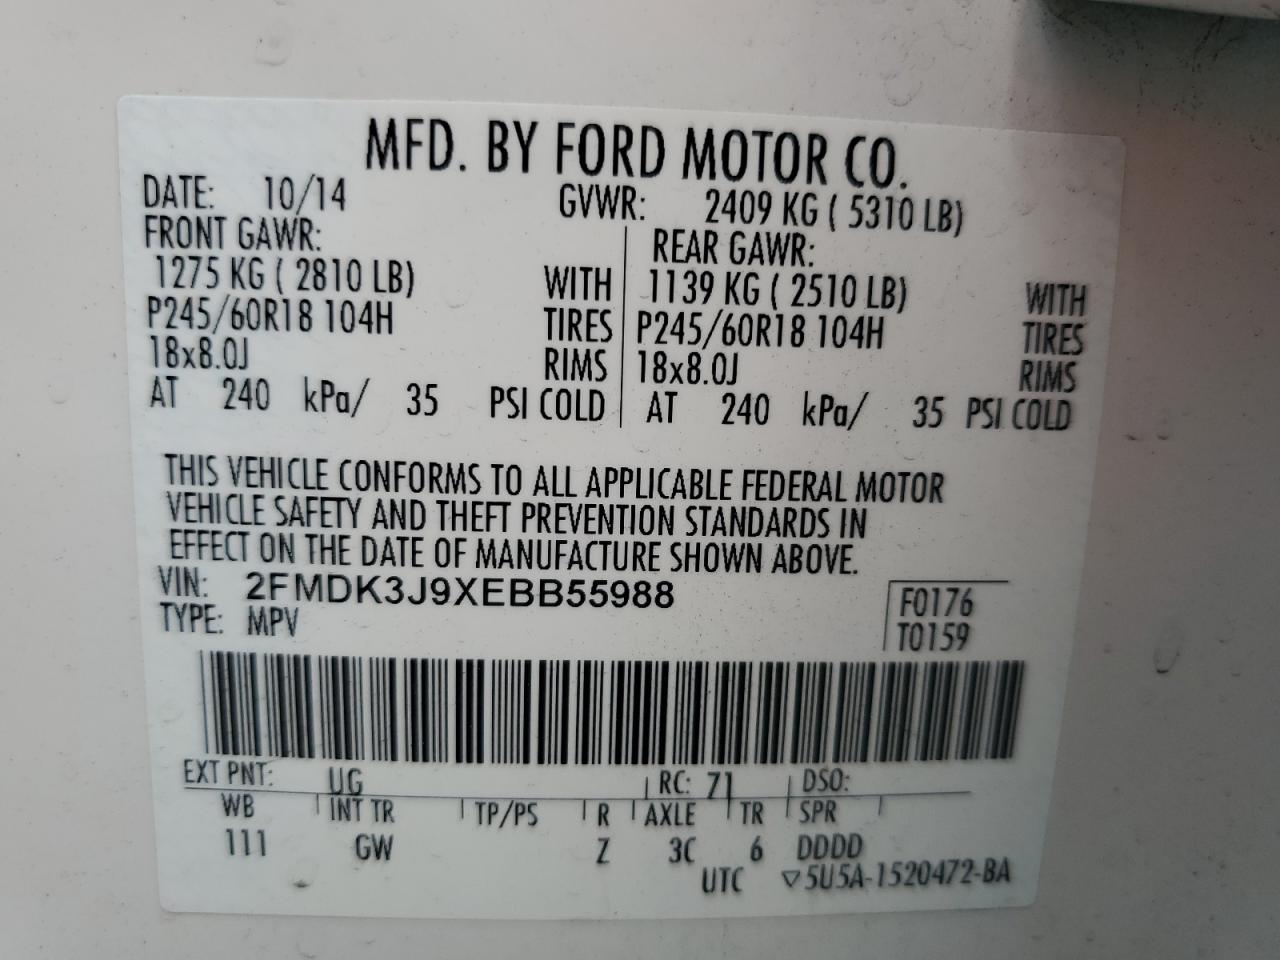 MFD. BY FORD MOTOR CO.
DATE: 10/14 GVWR: 2409 KG ( 5310 LB)
FRONT GAWR: REAR GAWR:
1275 KG ( 2810 LB) WITH 1139 KG ( 2510 LB) WITH
P245/60R18 104H TIRES P245/60R18 104H TIRES
18x8.0J RIMS 18x8.0J RIMS
AT 240 kPa/ 35 PSI COLD AT 240 kPa/ 35 PSI COLD
THIS VEHICLE CONFORMS TO ALL APPLICABLE FEDERAL MOTOR
VEHICLE SAFETY AND THEFT PREVENTION STANDARDS IN
EFFECT ON THE DATE OF MANUFACTURE SHOWN ABOVE.
VIN: 2FMDK3J9XEBB55988 F0176
TYPE: MPV T0159
EXT PNT: UG RC: 71 DSO:
WB INT TR TP/PS R AXLE TR SPR
111 GW Z 3C 6 DDDD
UTC ▽5U5A-1520472-BA